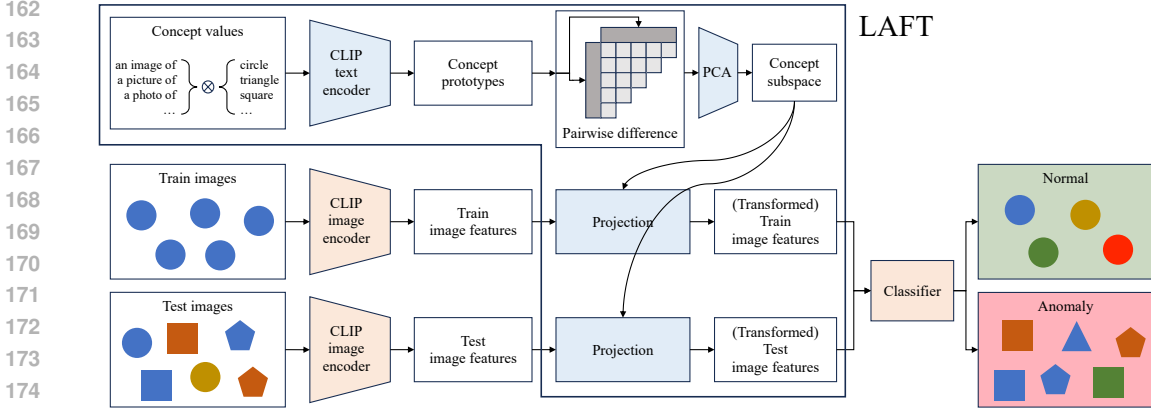 162
163
164
165
166
167
168
169
170
171
172
173
174
LAFT
Concept values
an image of
a picture of
a photo of
...
⊗
circle
triangle
square
...
CLIP
text
encoder
Concept
prototypes
Pairwise difference
PCA
Concept
subspace
Train images
CLIP
image
encoder
Train
image features
Projection
(Transformed)
Train
image features
Test images
CLIP
image
encoder
Test
image features
Projection
(Transformed)
Test
image features
Classifier
Normal
Anomaly